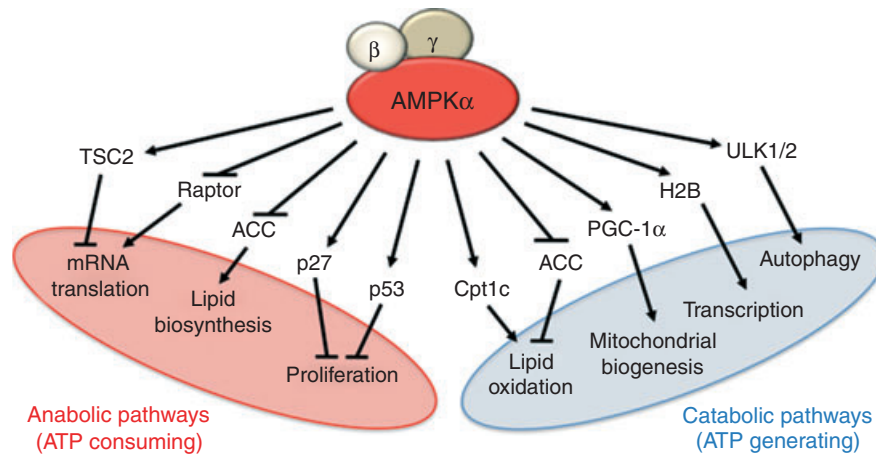 β
γ
AMPKα
TSC2
Raptor
ACC
p27
p53
Cpt1c
ACC
PGC-1α
H2B
ULK1/2
mRNA
translation
Lipid
biosynthesis
Proliferation
Lipid
oxidation
Mitochondrial
biogenesis
Transcription
Autophagy
Anabolic pathways
(ATP consuming)
Catabolic pathways
(ATP generating)